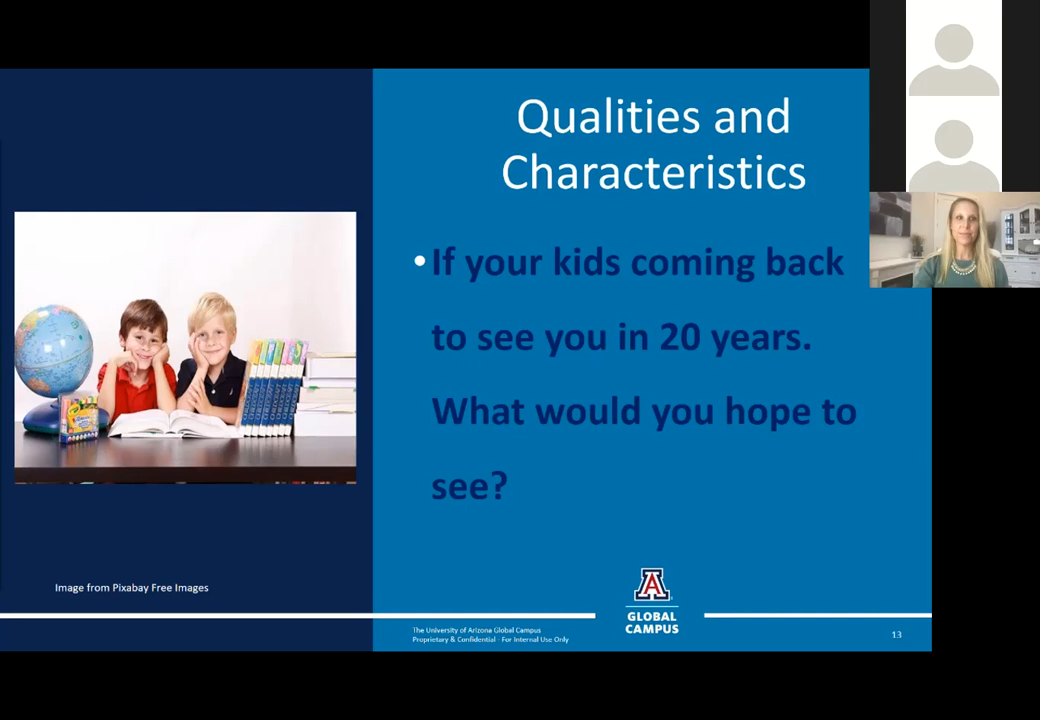 Qualities and
Characteristics
•If your kids coming back
to see you in 20 years.
What would you hope to
see?
Image from Pixabay Free Images
A
GLOBAL
CAMPUS
The University of Arizona Global Campus
Proprietary & Confidential - For Internal Use Only
13